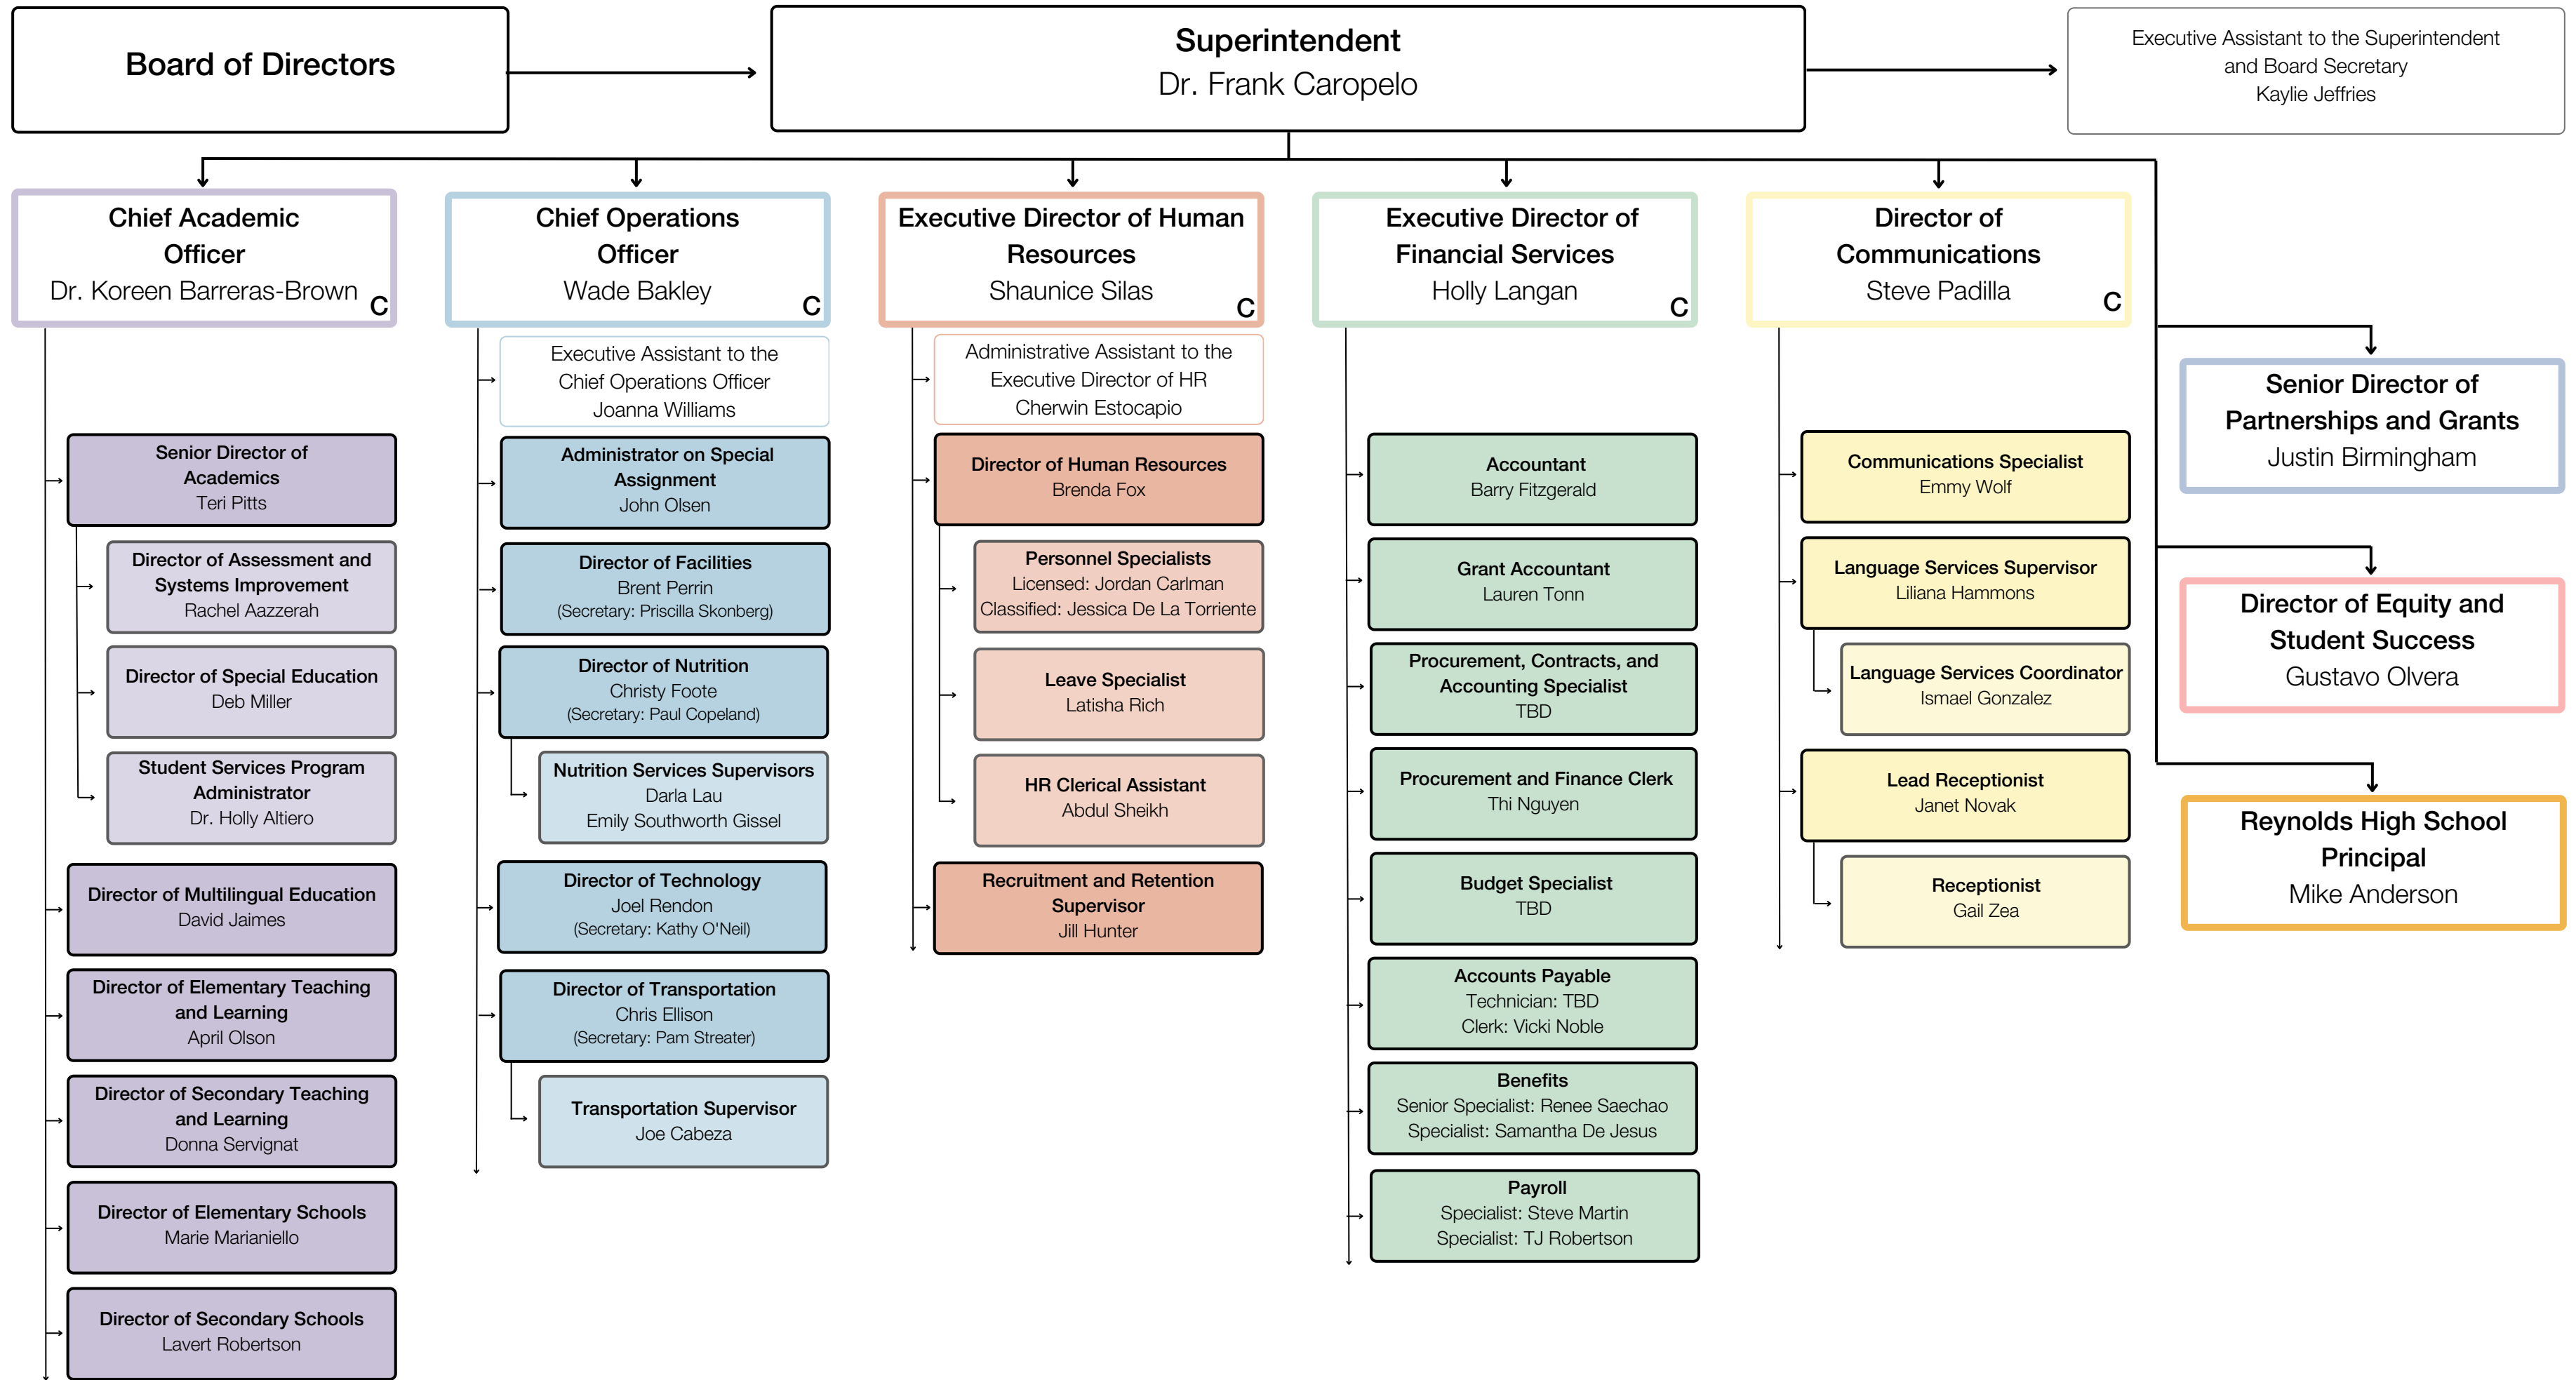 Board of Directors
Superintendent
Dr. Frank Caropelo
Executive Assistant to the Superintendent
and Board Secretary
Kaylie Jeffries
Chief Academic
Officer
Dr. Koreen Barreras-Brown
C
Senior Director of
Academics
Teri Pitts
Director of Assessment and
Systems Improvement
Rachel Aazzerah
Director of Special Education
Deb Miller
Student Services Program
Administrator
Dr. Holly Altiero
Director of Multilingual Education
David Jaimes
Director of Elementary Teaching
and Learning
April Olson
Director of Secondary Teaching
and Learning
Donna Servignat
Director of Elementary Schools
Marie Marianiello
Director of Secondary Schools
Lavert Robertson
Chief Operations
Officer
Wade Bakley
C
Executive Assistant to the
Chief Operations Officer
Joanna Williams
Administrator on Special
Assignment
John Olsen
Director of Facilities
Brent Perrin
(Secretary: Priscilla Skonberg)
Director of Nutrition
Christy Foote
(Secretary: Paul Copeland)
Nutrition Services Supervisors
Darla Lau
Emily Southworth Gissel
Director of Technology
Joel Rendon
(Secretary: Kathy O'Neil)
Director of Transportation
Chris Ellison
(Secretary: Pam Streater)
Transportation Supervisor
Joe Cabeza
Executive Director of Human
Resources
Shaunice Silas
C
Administrative Assistant to the
Executive Director of HR
Cherwin Estocapio
Director of Human Resources
Brenda Fox
Personnel Specialists
Licensed: Jordan Carlman
Classified: Jessica De La Torriente
Leave Specialist
Latisha Rich
HR Clerical Assistant
Abdul Sheikh
Recruitment and Retention
Supervisor
Jill Hunter
Executive Director of
Financial Services
Holly Langan
C
Accountant
Barry Fitzgerald
Grant Accountant
Lauren Tonn
Procurement, Contracts, and
Accounting Specialist
TBD
Procurement and Finance Clerk
Thi Nguyen
Budget Specialist
TBD
Accounts Payable
Technician: TBD
Clerk: Vicki Noble
Benefits
Senior Specialist: Renee Saechao
Specialist: Samantha De Jesus
Payroll
Specialist: Steve Martin
Specialist: TJ Robertson
Director of
Communications
Steve Padilla
C
Communications Specialist
Emmy Wolf
Language Services Supervisor
Liliana Hammons
Language Services Coordinator
Ismael Gonzalez
Lead Receptionist
Janet Novak
Receptionist
Gail Zea
Senior Director of
Partnerships and Grants
Justin Birmingham
Director of Equity and
Student Success
Gustavo Olvera
Reynolds High School
Principal
Mike Anderson